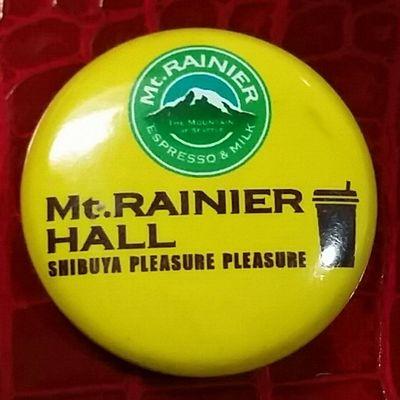 Mt.RAINIER
THE MOUNTAIN
OF SEATTLE
ESPRESSO & MILK
Mt.RAINIER
HALL
SHIBUYA PLEASURE PLEASURE